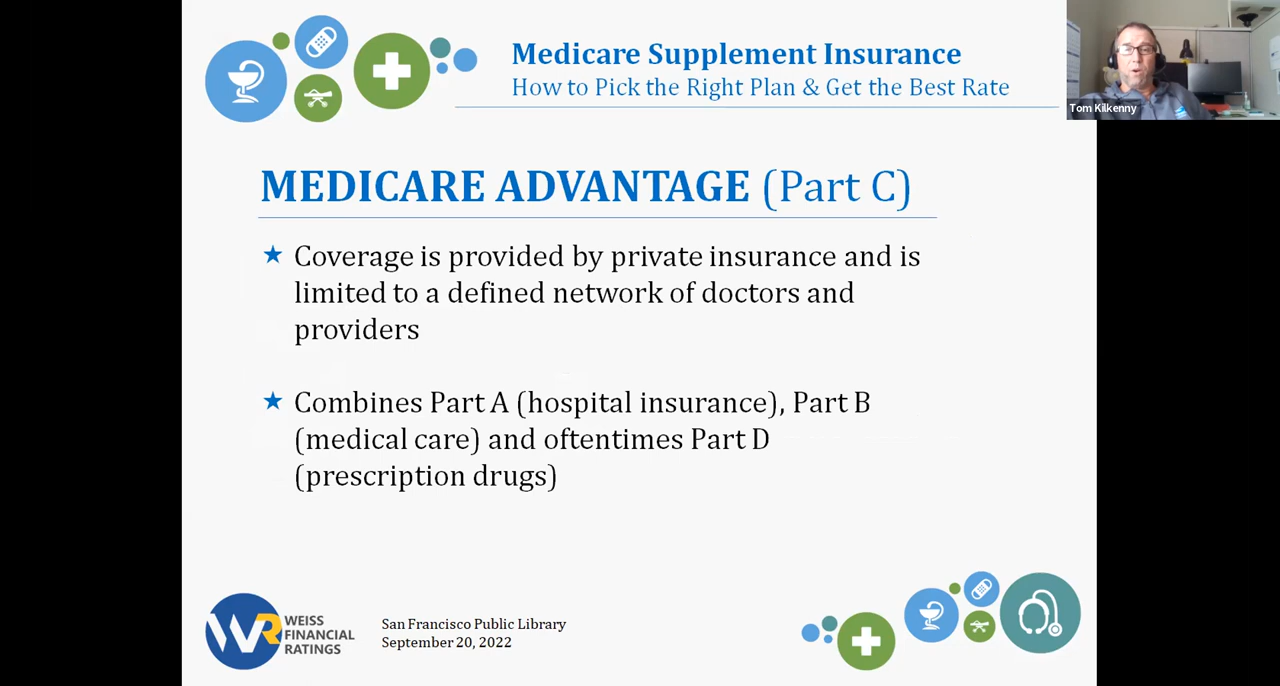 Medicare Supplement Insurance
How to Pick the Right Plan & Get the Best Rate
Tom Kilkenny
MEDICARE ADVANTAGE (Part C)
★ Coverage is provided by private insurance and is
limited to a defined network of doctors and
providers
★ Combines Part A (hospital insurance), Part B
(medical care) and oftentimes Part D
(prescription drugs)
WR
WEISS
FINANCIAL
RATINGS
San Francisco Public Library
September 20, 2022